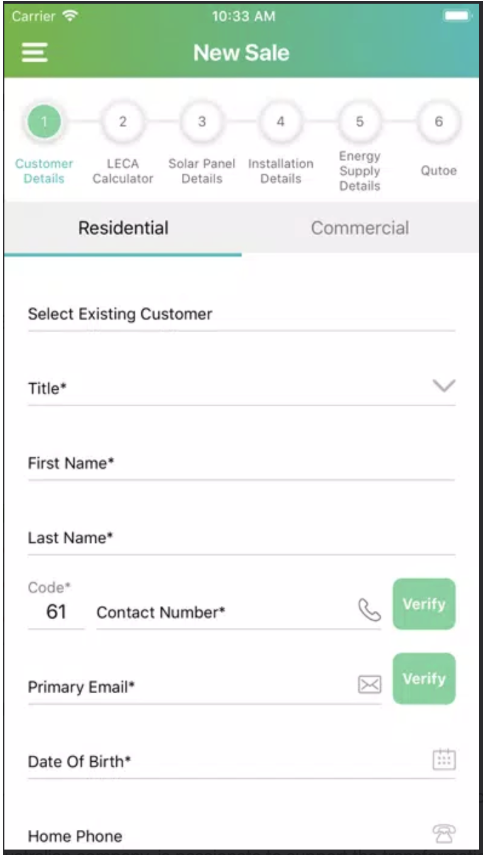 Carrier 10:33 AM
New Sale
1 2 3 4 5 6
Customer Details
LECA Calculator
Solar Panel Details
Installation Details
Energy Supply Details
Qutoe
Residential Commercial
Select Existing Customer
Title*
First Name*
Last Name*
Code*
61 Contact Number* Verify
Primary Email* Verify
Date Of Birth*
Home Phone